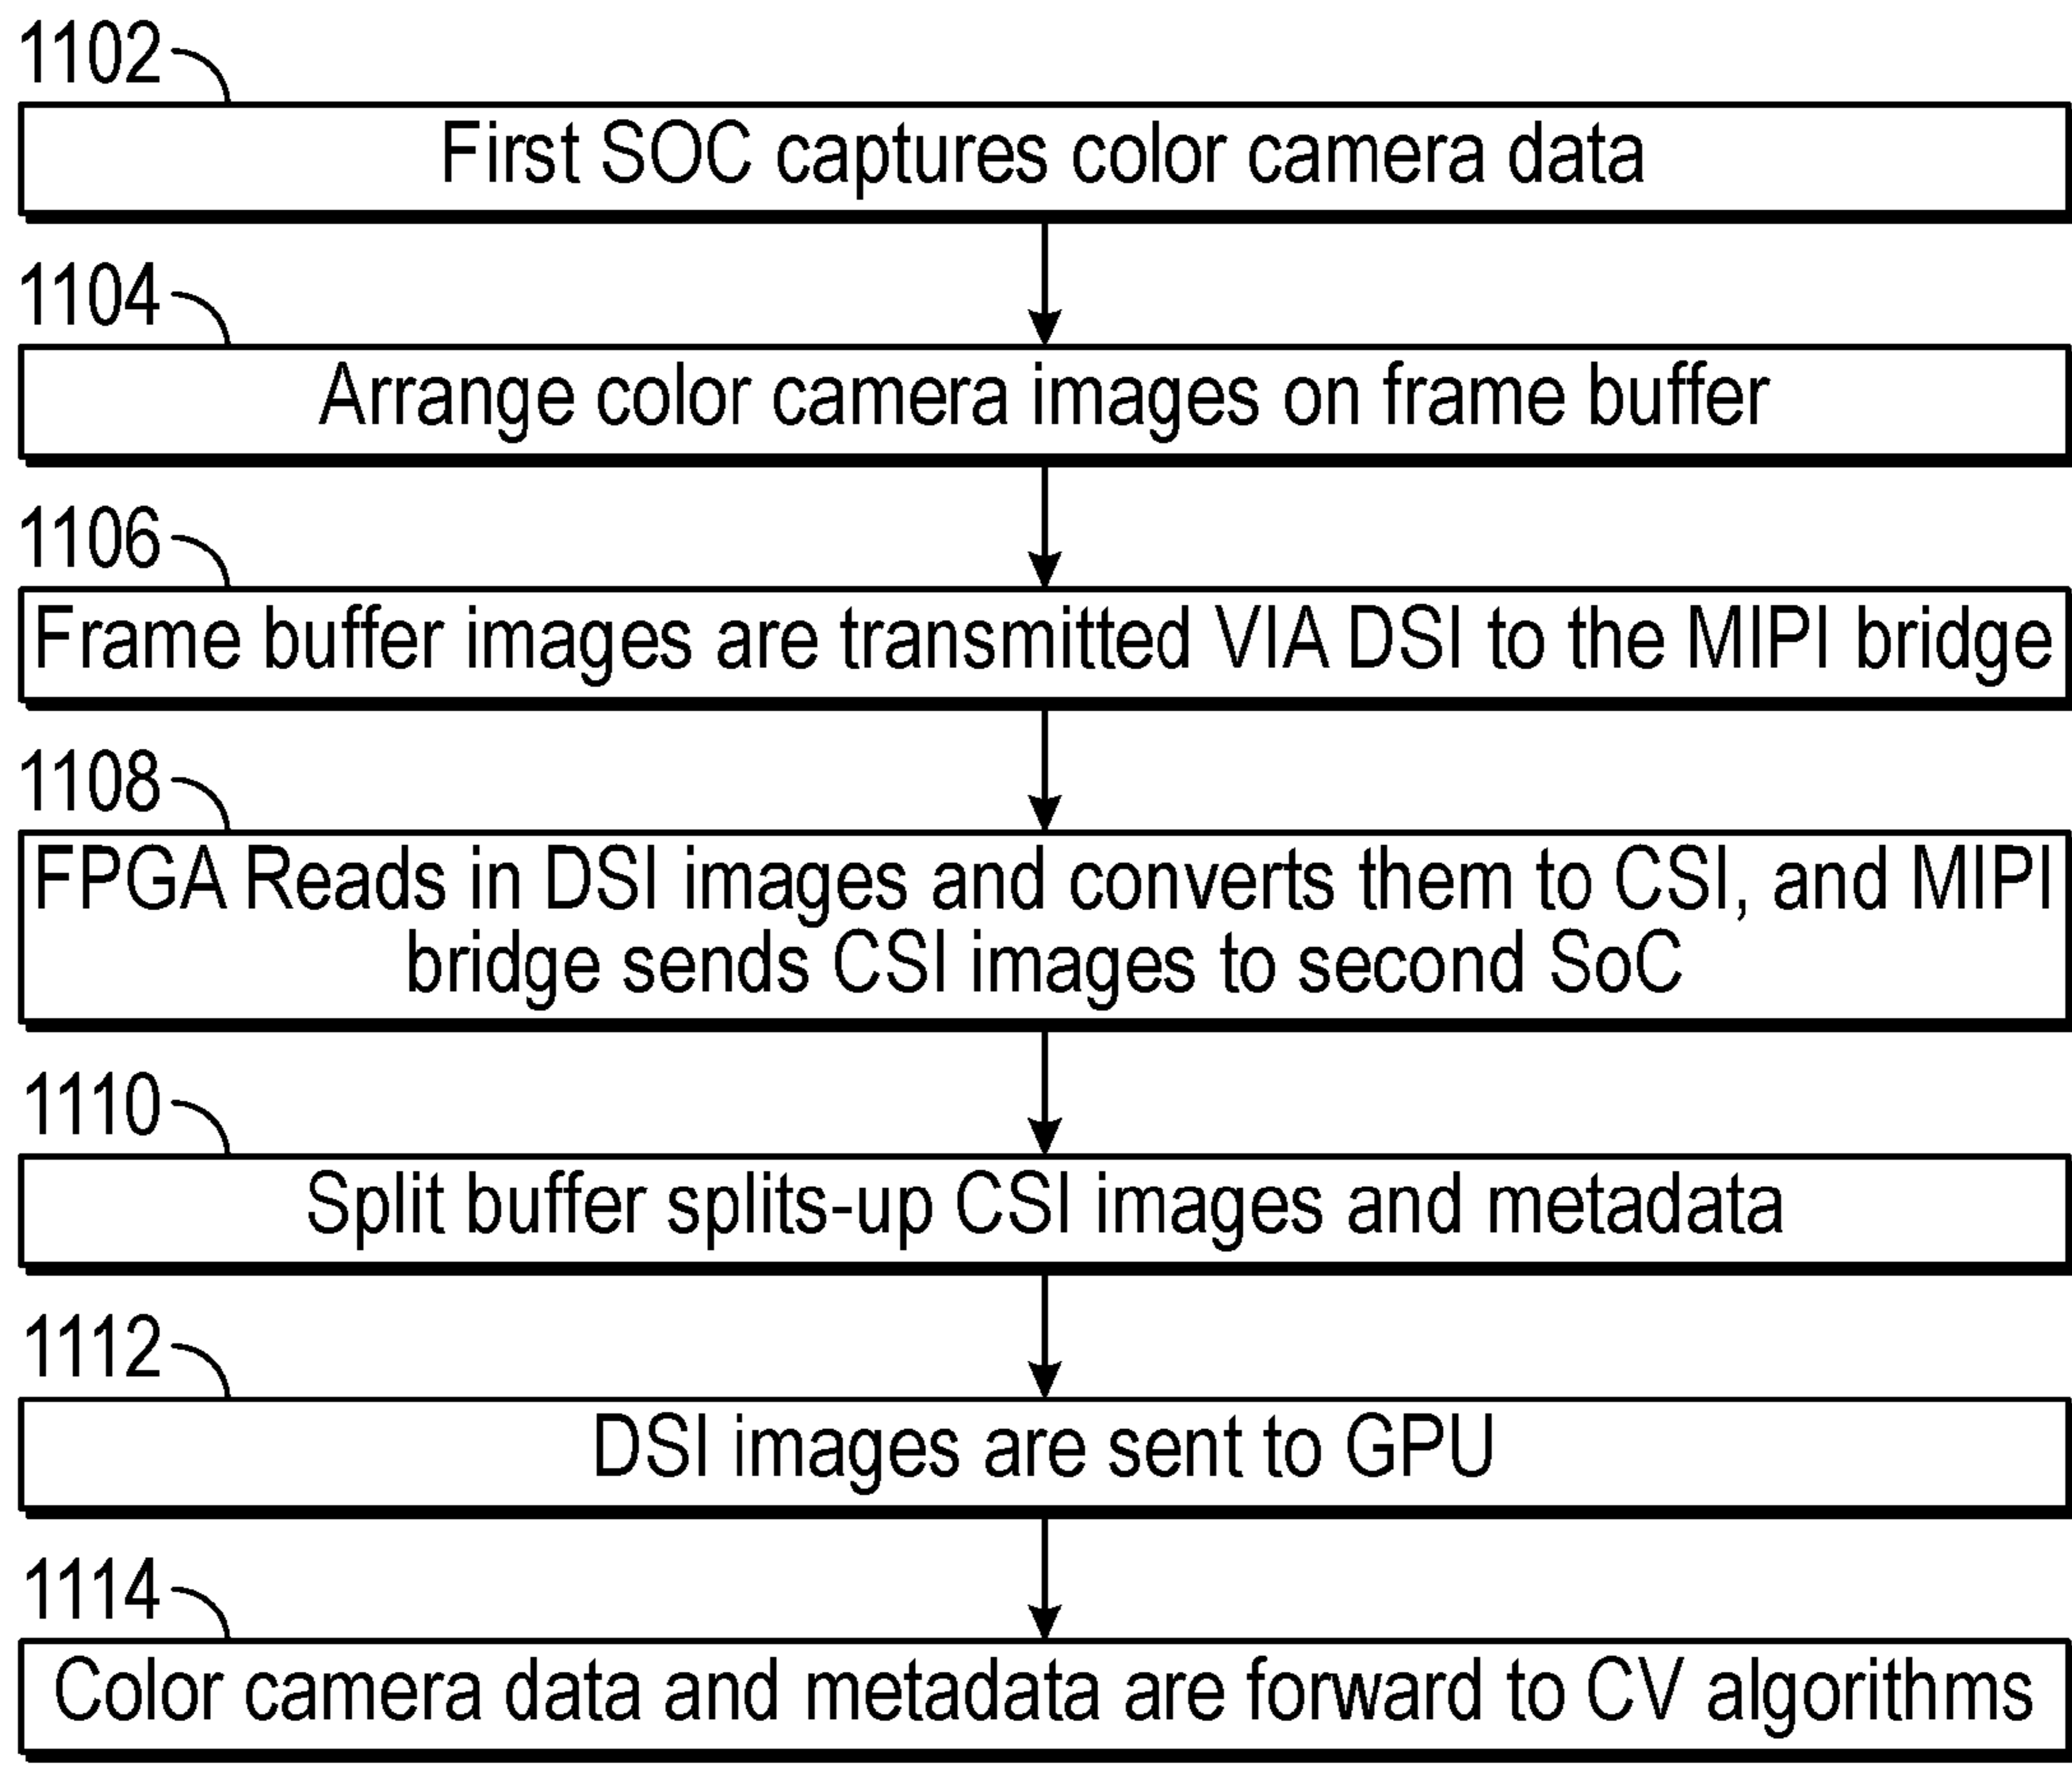 1102
First SOC captures color camera data
1104
Arrange color camera images on frame buffer
1106
Frame buffer images are transmitted VIA DSI to the MIPI bridge
1108
FPGA Reads in DSI images and converts them to CSI, and MIPI
bridge sends CSI images to second SoC
1110
Split buffer splits-up CSI images and metadata
1112
DSI images are sent to GPU
1114
Color camera data and metadata are forward to CV algorithms